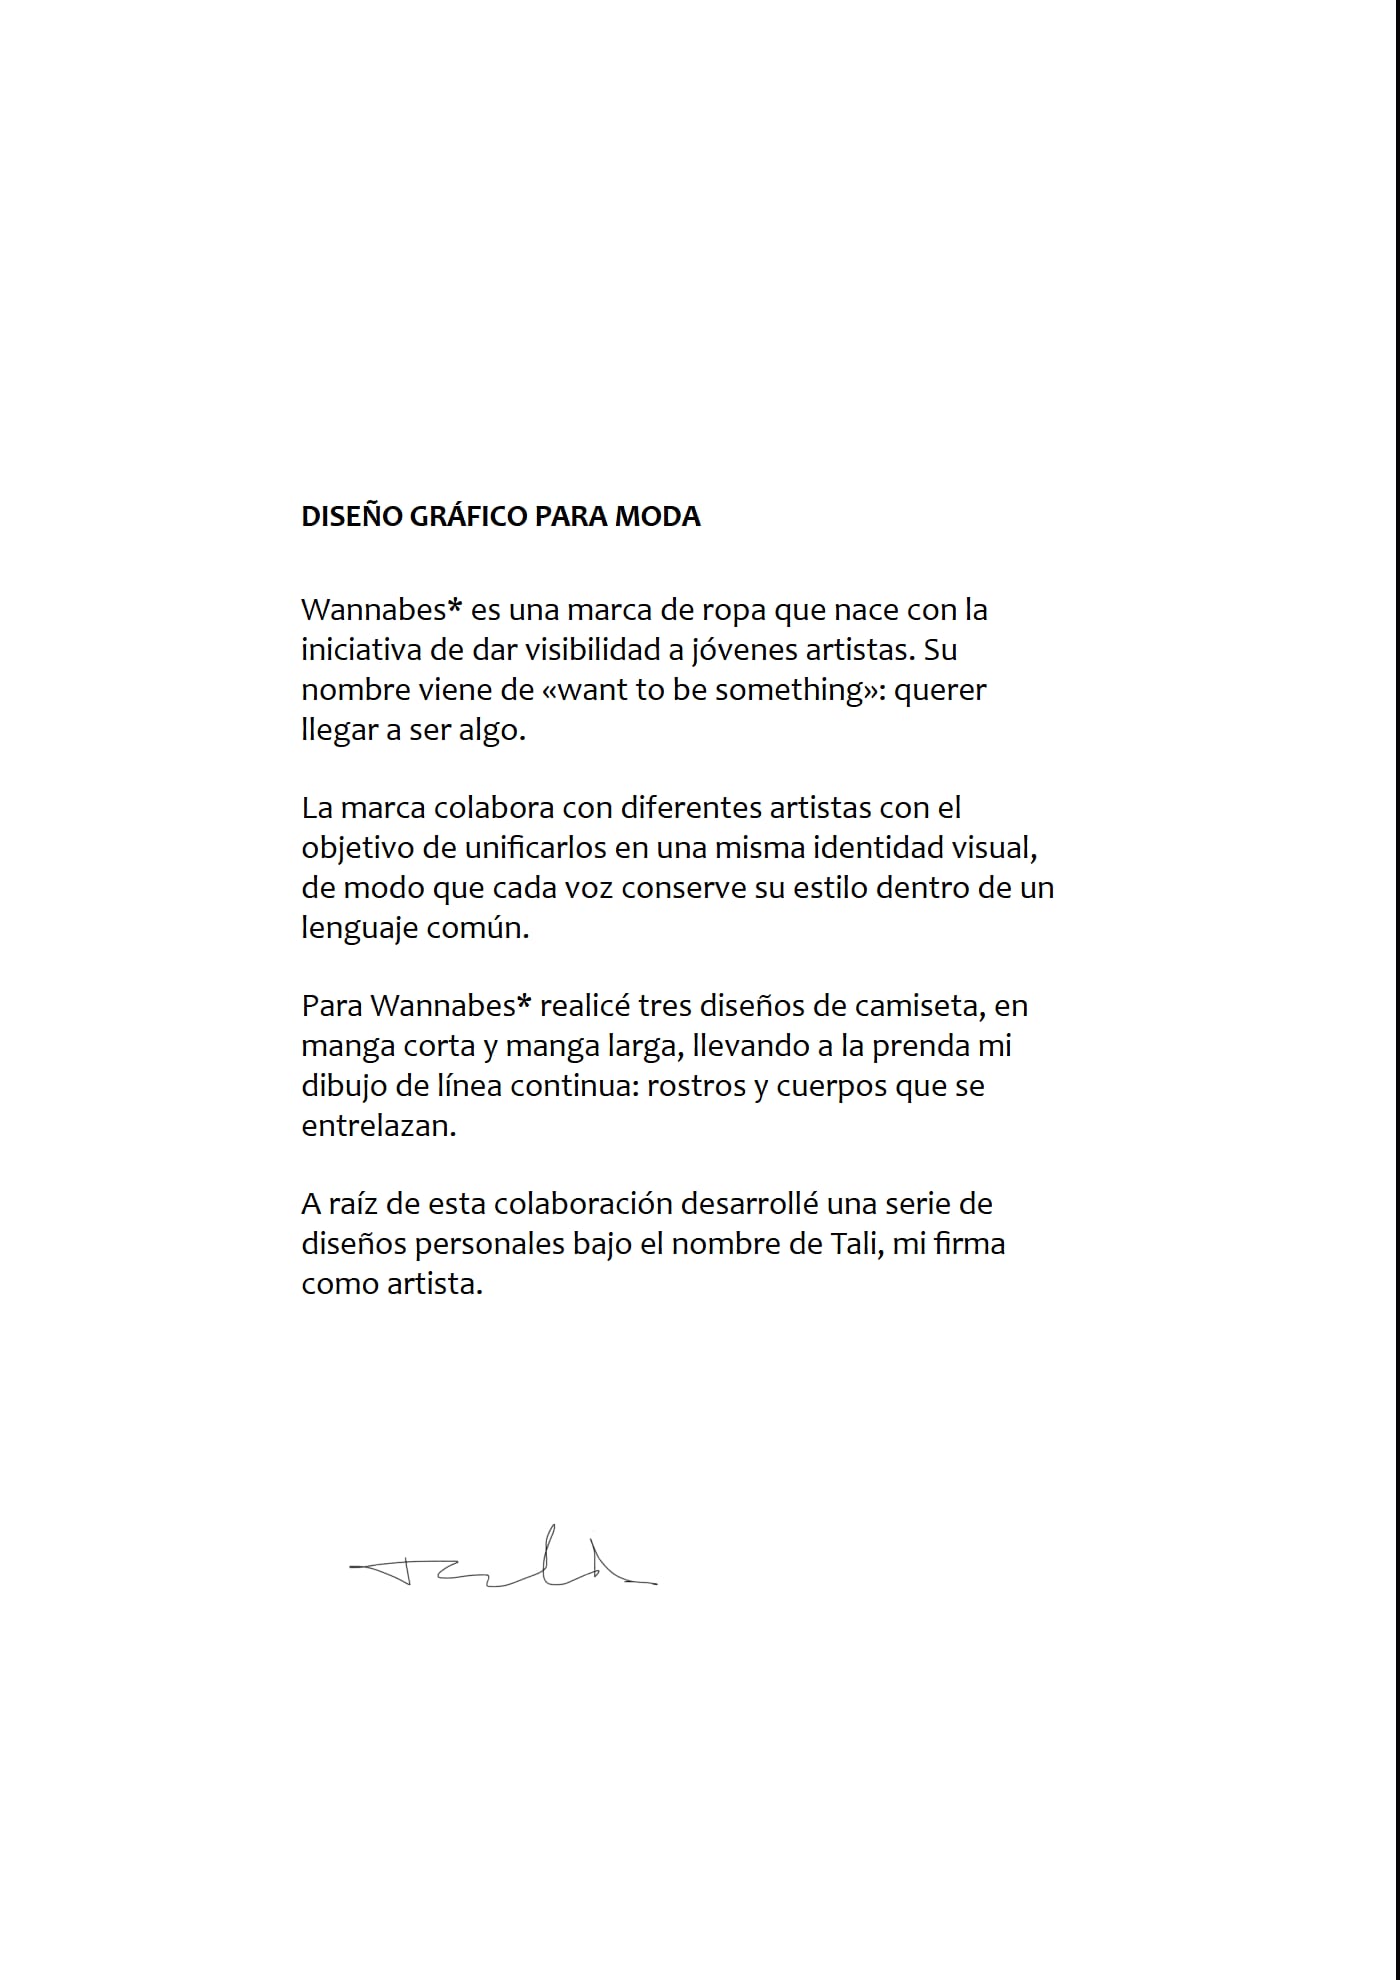 DISEÑO GRÁFICO PARA MODA
Wannabes* es una marca de ropa que nace con la
iniciativa de dar visibilidad a jóvenes artistas. Su
nombre viene de «want to be something»: querer
llegar a ser algo.
La marca colabora con diferentes artistas con el
objetivo de unificarlos en una misma identidad visual,
de modo que cada voz conserve su estilo dentro de un
lenguaje común.
Para Wannabes* realicé tres diseños de camiseta, en
manga corta y manga larga, llevando a la prenda mi
dibujo de línea continua: rostros y cuerpos que se
entrelazan.
A raíz de esta colaboración desarrollé una serie de
diseños personales bajo el nombre de Tali, mi firma
como artista.